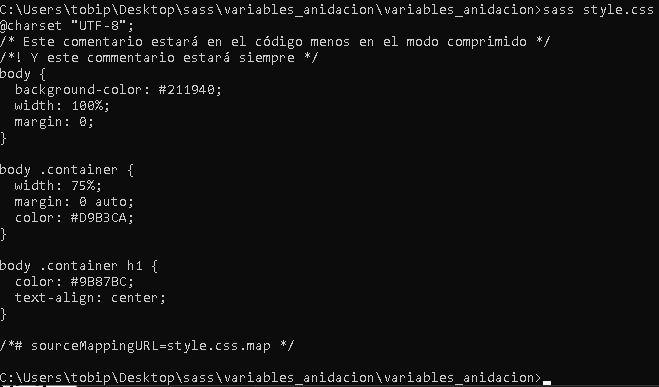 C:\Users\tobip\Desktop\sass\variables_anidacion\variables_anidacion>sass style.css
@charset "UTF-8";
/* Este comentario estará en el código menos en el modo comprimido */
/*! Y este commentario estará siempre */
body {
  background-color: #211940;
  width: 100%;
  margin: 0;
}

body .container {
  width: 75%;
  margin: 0 auto;
  color: #D9B3CA;
}

body .container h1 {
  color: #9B87BC;
  text-align: center;
}

/*# sourceMappingURL=style.css.map */

C:\Users\tobip\Desktop\sass\variables_anidacion\variables_anidacion>